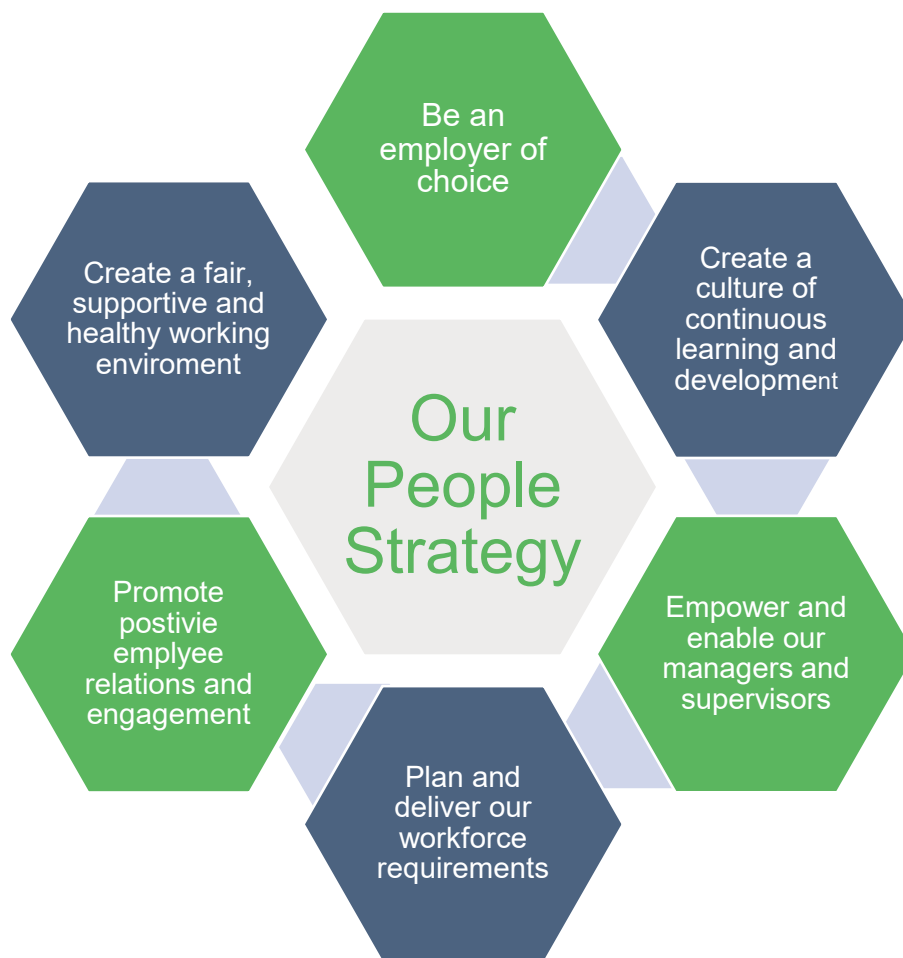 Be an
employer of
choice
Create a
culture of
continuous
learning and
development
Empower and
enable our
managers and
supervisors
Plan and
deliver our
workforce
requirements
Promote
postivie
emplyee
relations and
engagement
Create a fair,
supportive and
healthy working
enviroment
Our
People
Strategy